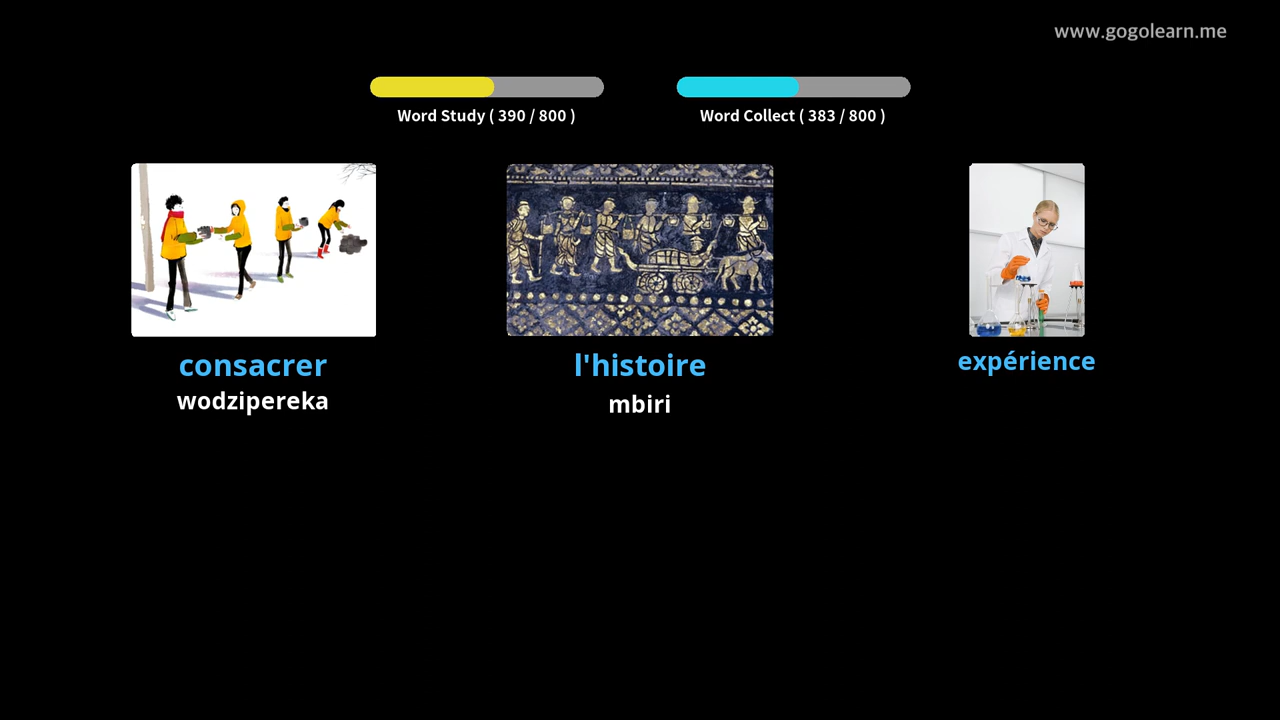 www.gogolearn.me
Word Study ( 390 / 800 )
Word Collect ( 383 / 800 )
consacrer
wodzipereka
l'histoire
mbiri
expérience